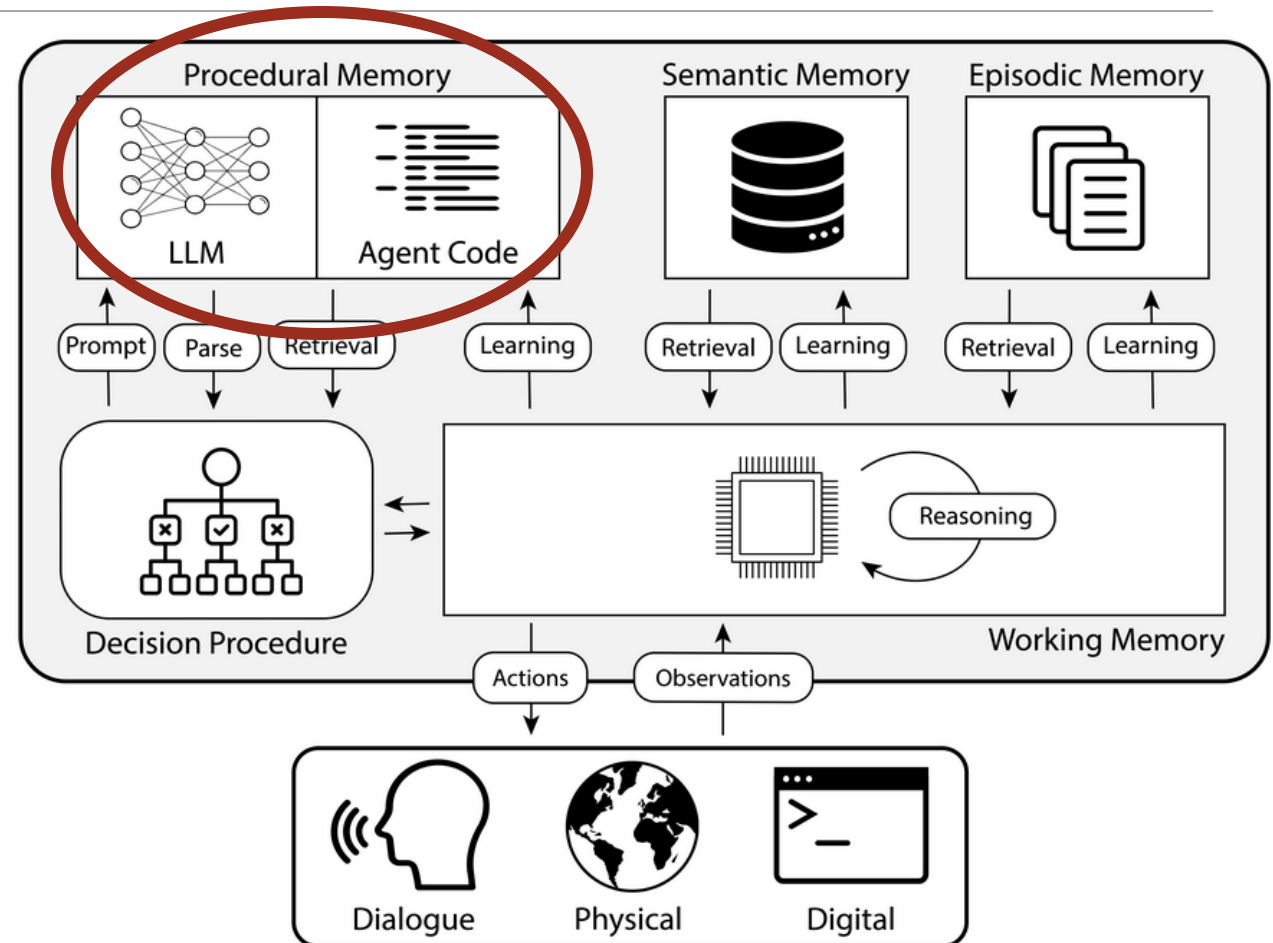 Procedural Memory
Semantic Memory
Episodic Memory
LLM
Agent Code
Prompt
Parse
Retrieval
Learning
Retrieval
Learning
Retrieval
Learning
Reasoning
Decision Procedure
Working Memory
Actions
Observations
>_
Dialogue
Physical
Digital